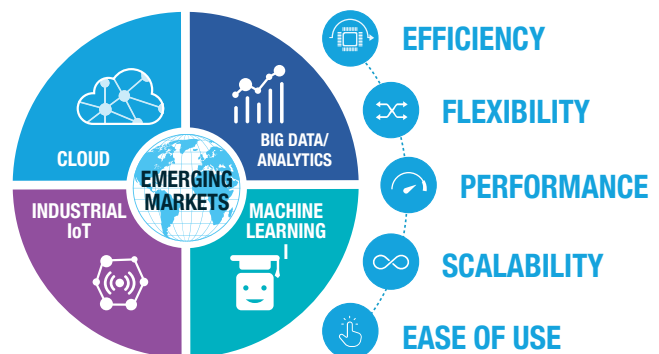 CLOUD
BIG DATA/
ANALYTICS
EMERGING
MARKETS
INDUSTRIAL
IoT
MACHINE
LEARNING
I
EFFICIENCY
FLEXIBILITY
PERFORMANCE
SCALABILITY
EASE OF USE